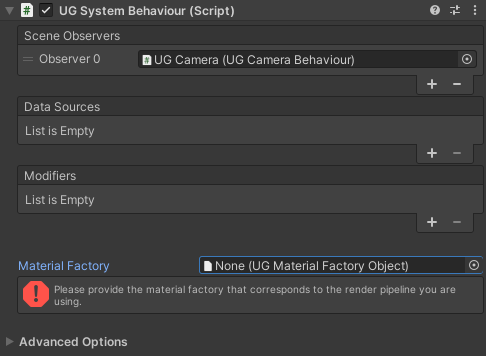 # UG System Behaviour (Script)
Scene Observers
Observer 0 # UG Camera (UG Camera Behaviour)
+ −
Data Sources
List is Empty
+ −
Modifiers
List is Empty
+ −
Material Factory None (UG Material Factory Object)
! Please provide the material factory that corresponds to the render pipeline you are
using.
Advanced Options